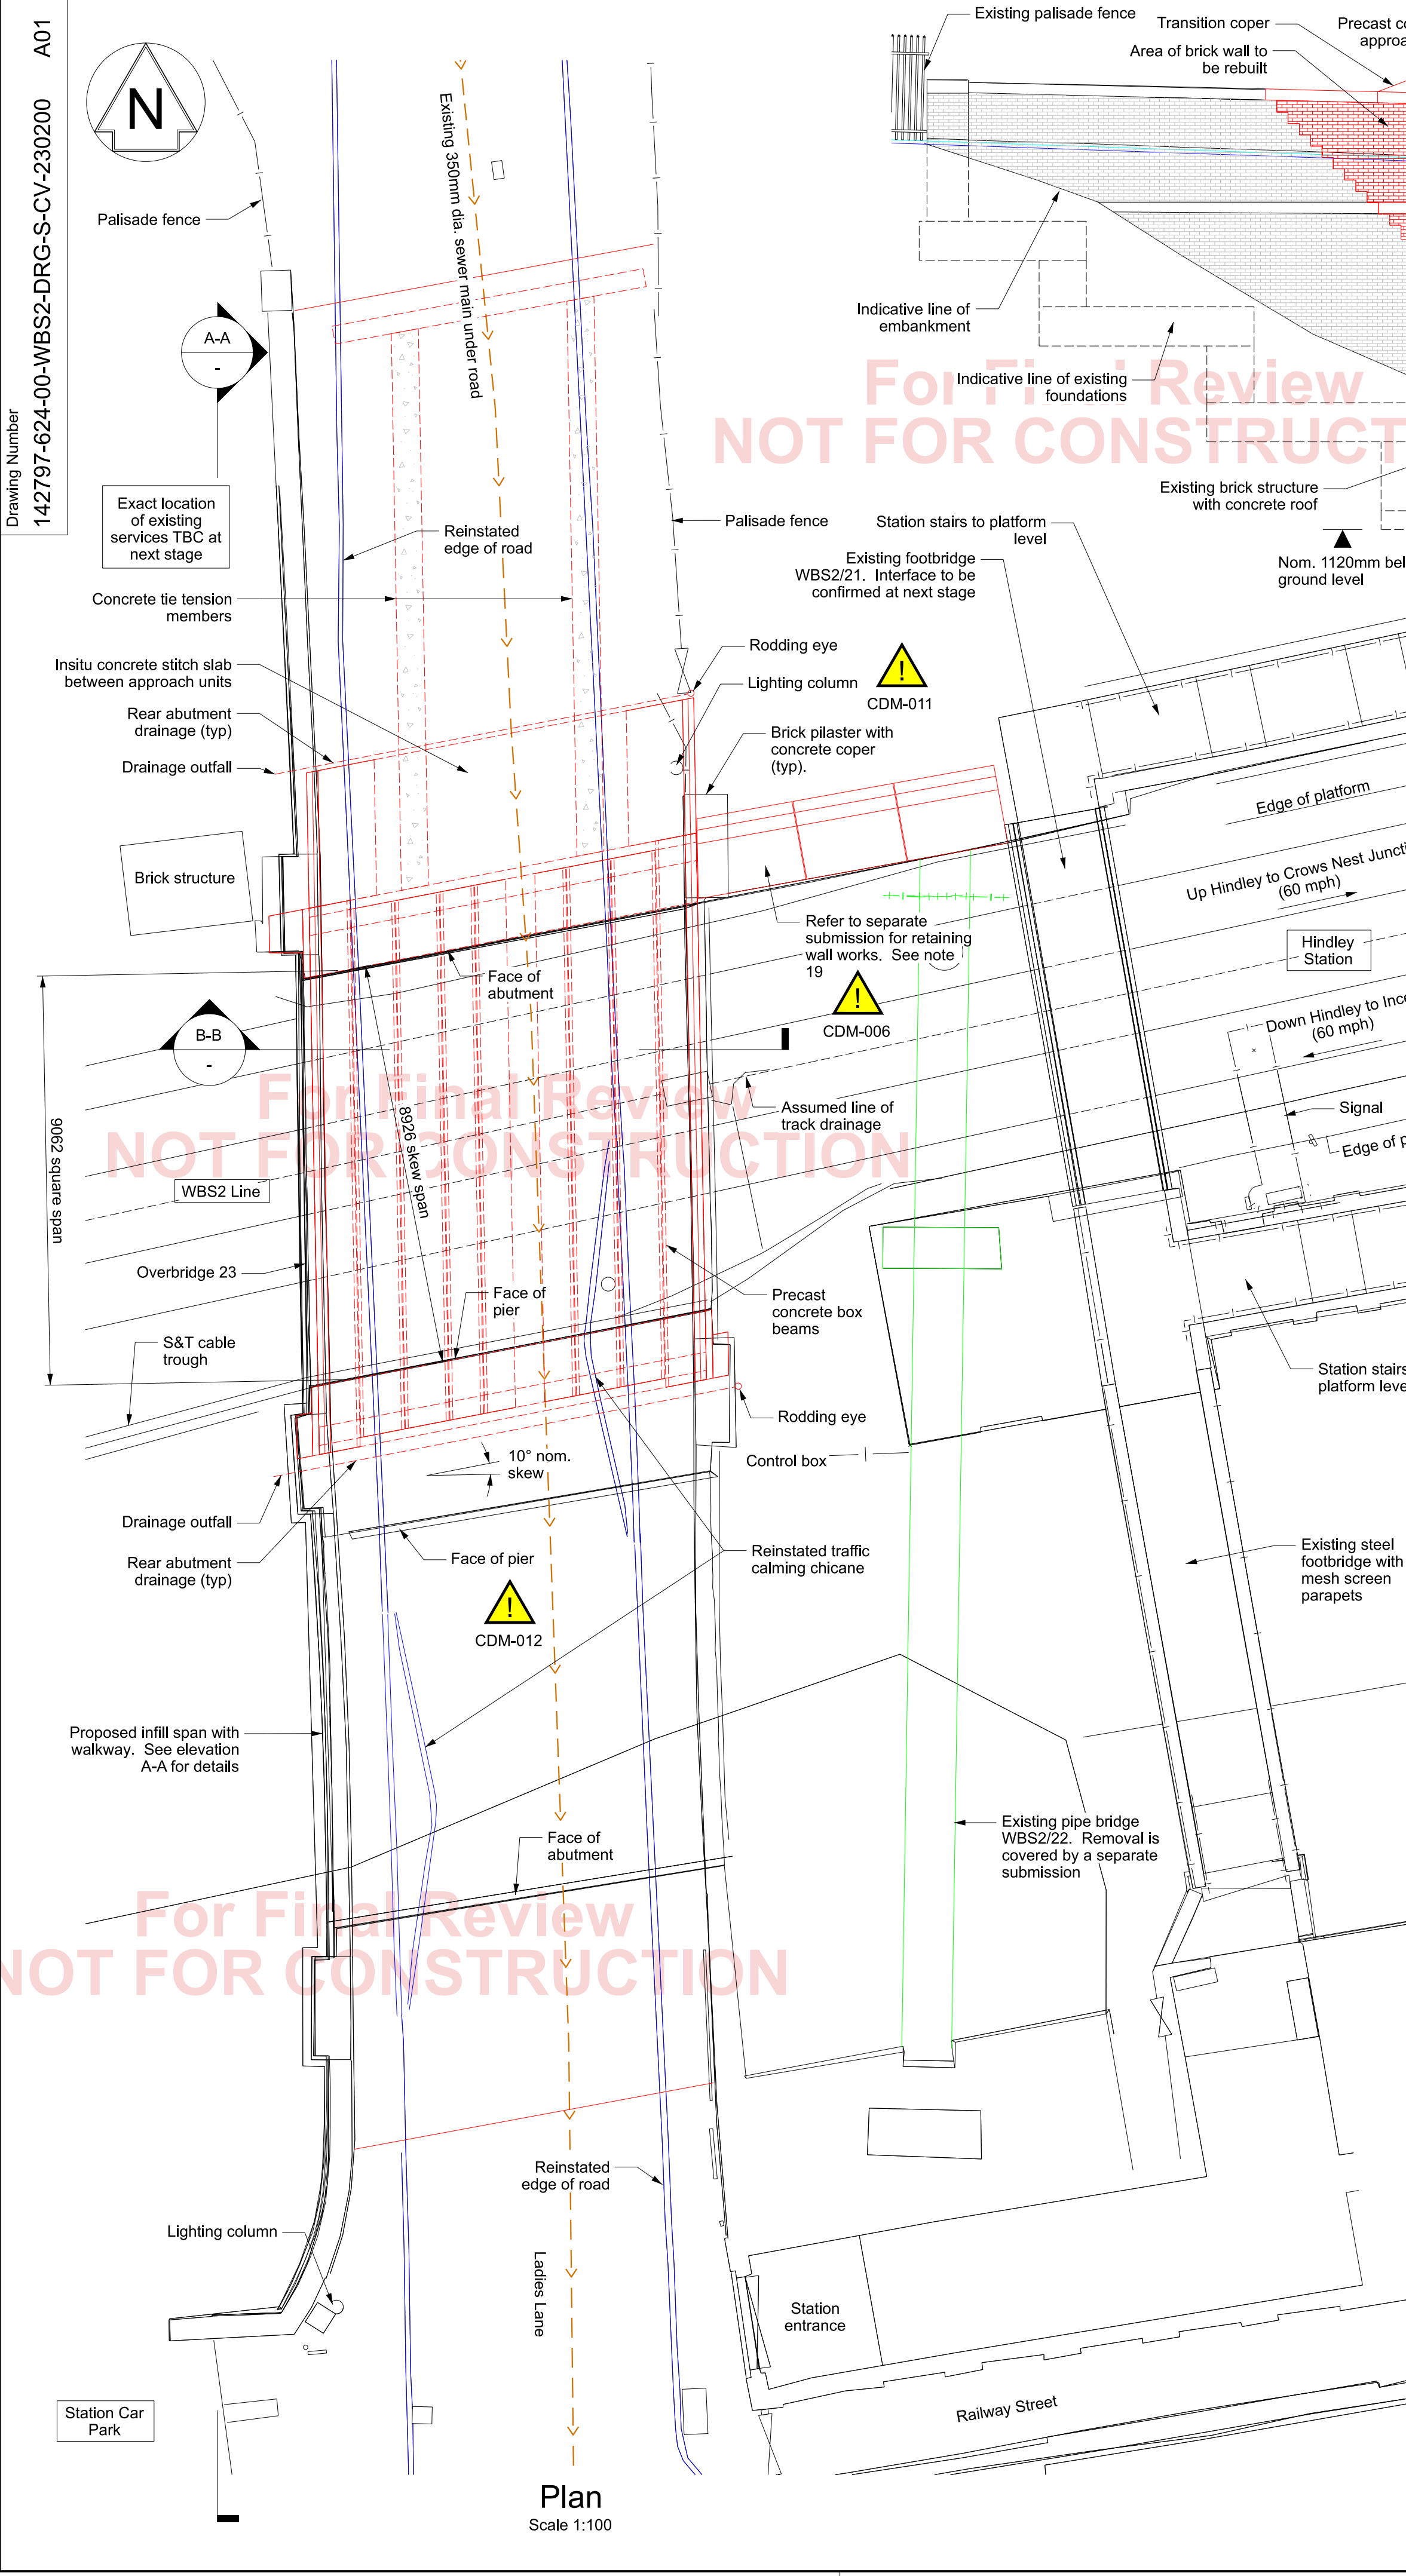 Drawing Number
142797-624-00-WBS2-DRG-S-CV-230200 A01
N
Existing palisade fence
Transition coper
Area of brick wall to
be rebuilt
Palisade fence
Existing 350mm dia. sewer main under road
A-A
-
Indicative line of
embankment
Indicative line of existing
foundations
For Final Review
Existing brick structure
with concrete roof
ground level
Exact location
of existing
services TBC at
next stage
Reinstated
edge of road
Palisade fence
Station stairs to platform
level
Existing footbridge
WBS2/21. Interface to be
confirmed at next stage
Concrete tie tension
members
Insitu concrete stitch slab
between approach units
Rear abutment
drainage (typ)
Drainage outfall
Rodding eye
Lighting column
CDM-011
Brick pilaster with
concrete coper
(typ).
Edge of platform
Brick structure
Up Hindley to Crows Nest
(60 mph)
Refer to separate
submission for retaining
wall works. See note
19
Hindley
Station
Face of
abutment
CDM-006
Down Hindley to
(60 mph)
B-B
-
For Final Review
NOT FOR CONSTRUCTION
Assumed line of
track drainage
Signal
Edge of
8926 skew span
9062 square span
WBS2 Line
Overbridge 23
Face of
pier
Precast
concrete box
beams
S&T cable
trough
Station stairs
platform
Rodding eye
Control box
10° nom.
skew
Drainage outfall
Rear abutment
drainage (typ)
Face of pier
Reinstated traffic
calming chicane
Existing steel
footbridge with
mesh screen
parapets
CDM-012
Proposed infill span with
walkway. See elevation
A-A for details
Existing pipe bridge
WBS2/22. Removal is
covered by a separate
submission
Face of
abutment
For Final Review
NOT FOR CONSTRUCTION
Reinstated
edge of road
Lighting column
Ladies Lane
Station
entrance
Station Car
Park
Railway Street
Plan
Scale 1:100